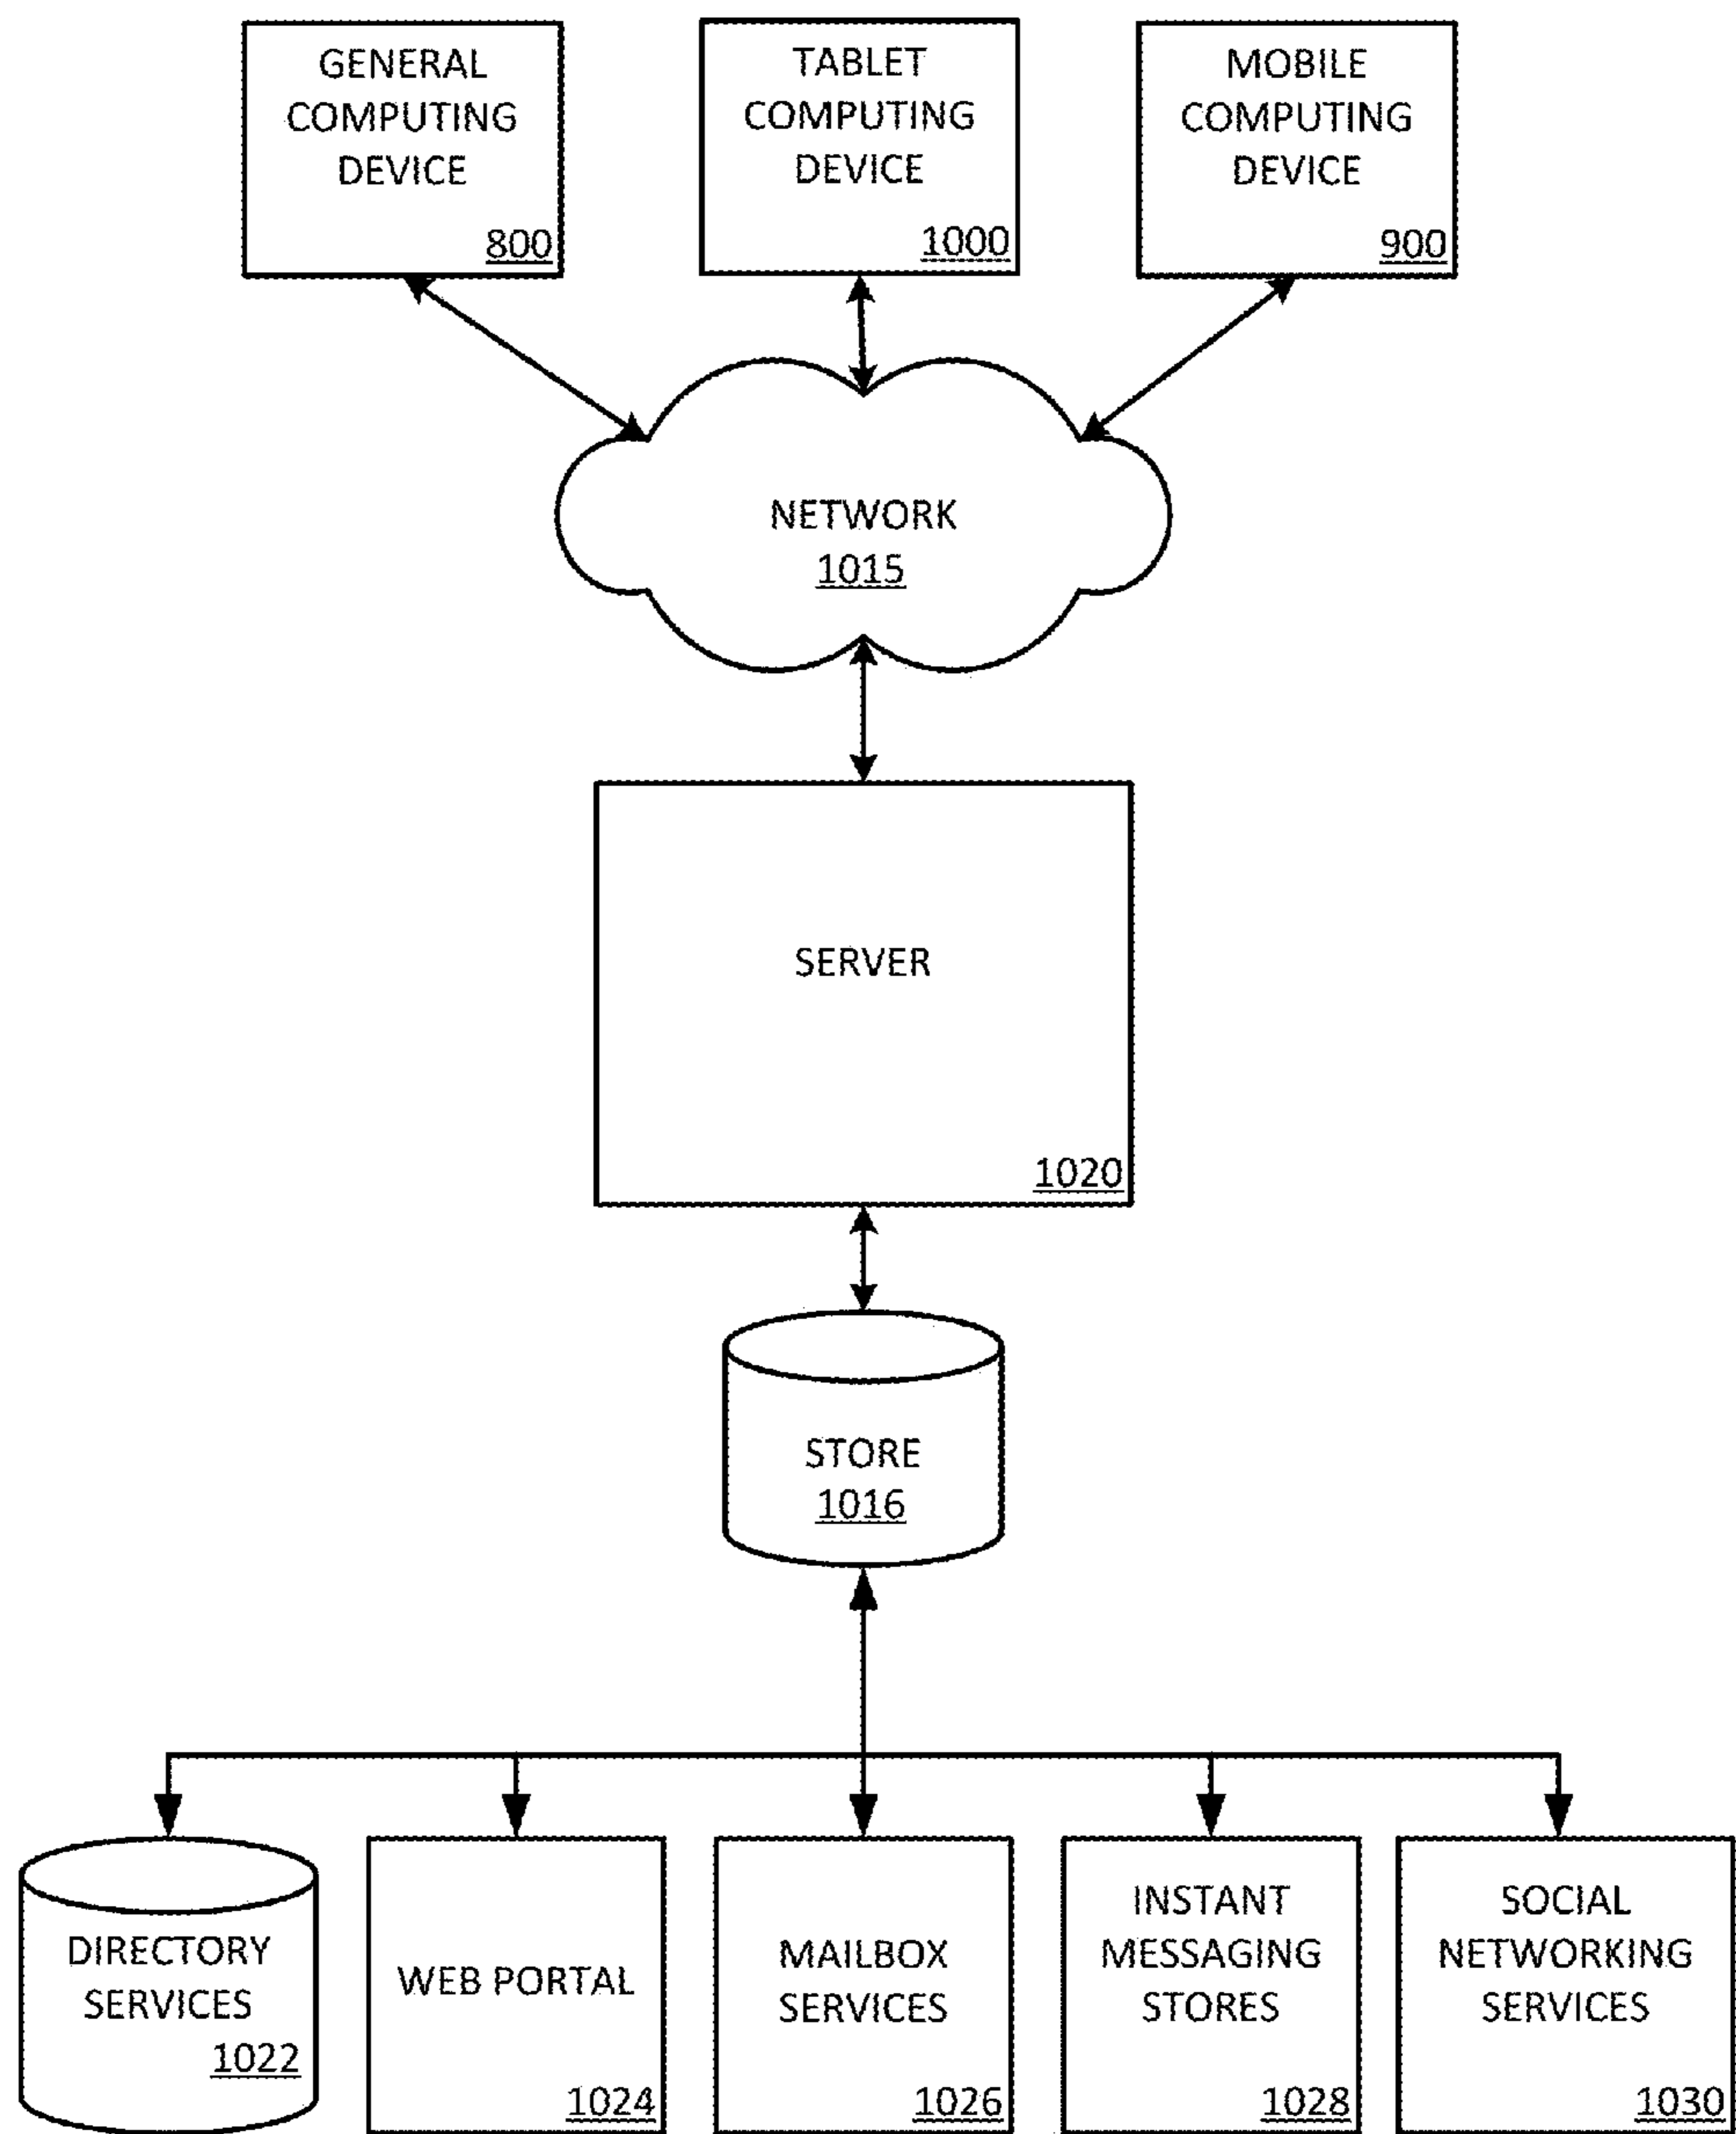 GENERAL
COMPUTING
DEVICE
800
TABLET
COMPUTING
DEVICE
1000
MOBILE
COMPUTING
DEVICE
900
NETWORK
1015
SERVER
1020
STORE
1016
DIRECTORY
SERVICES
1022
WEB PORTAL
1024
MAILBOX
SERVICES
1026
INSTANT
MESSAGING
STORES
1028
SOCIAL
NETWORKING
SERVICES
1030